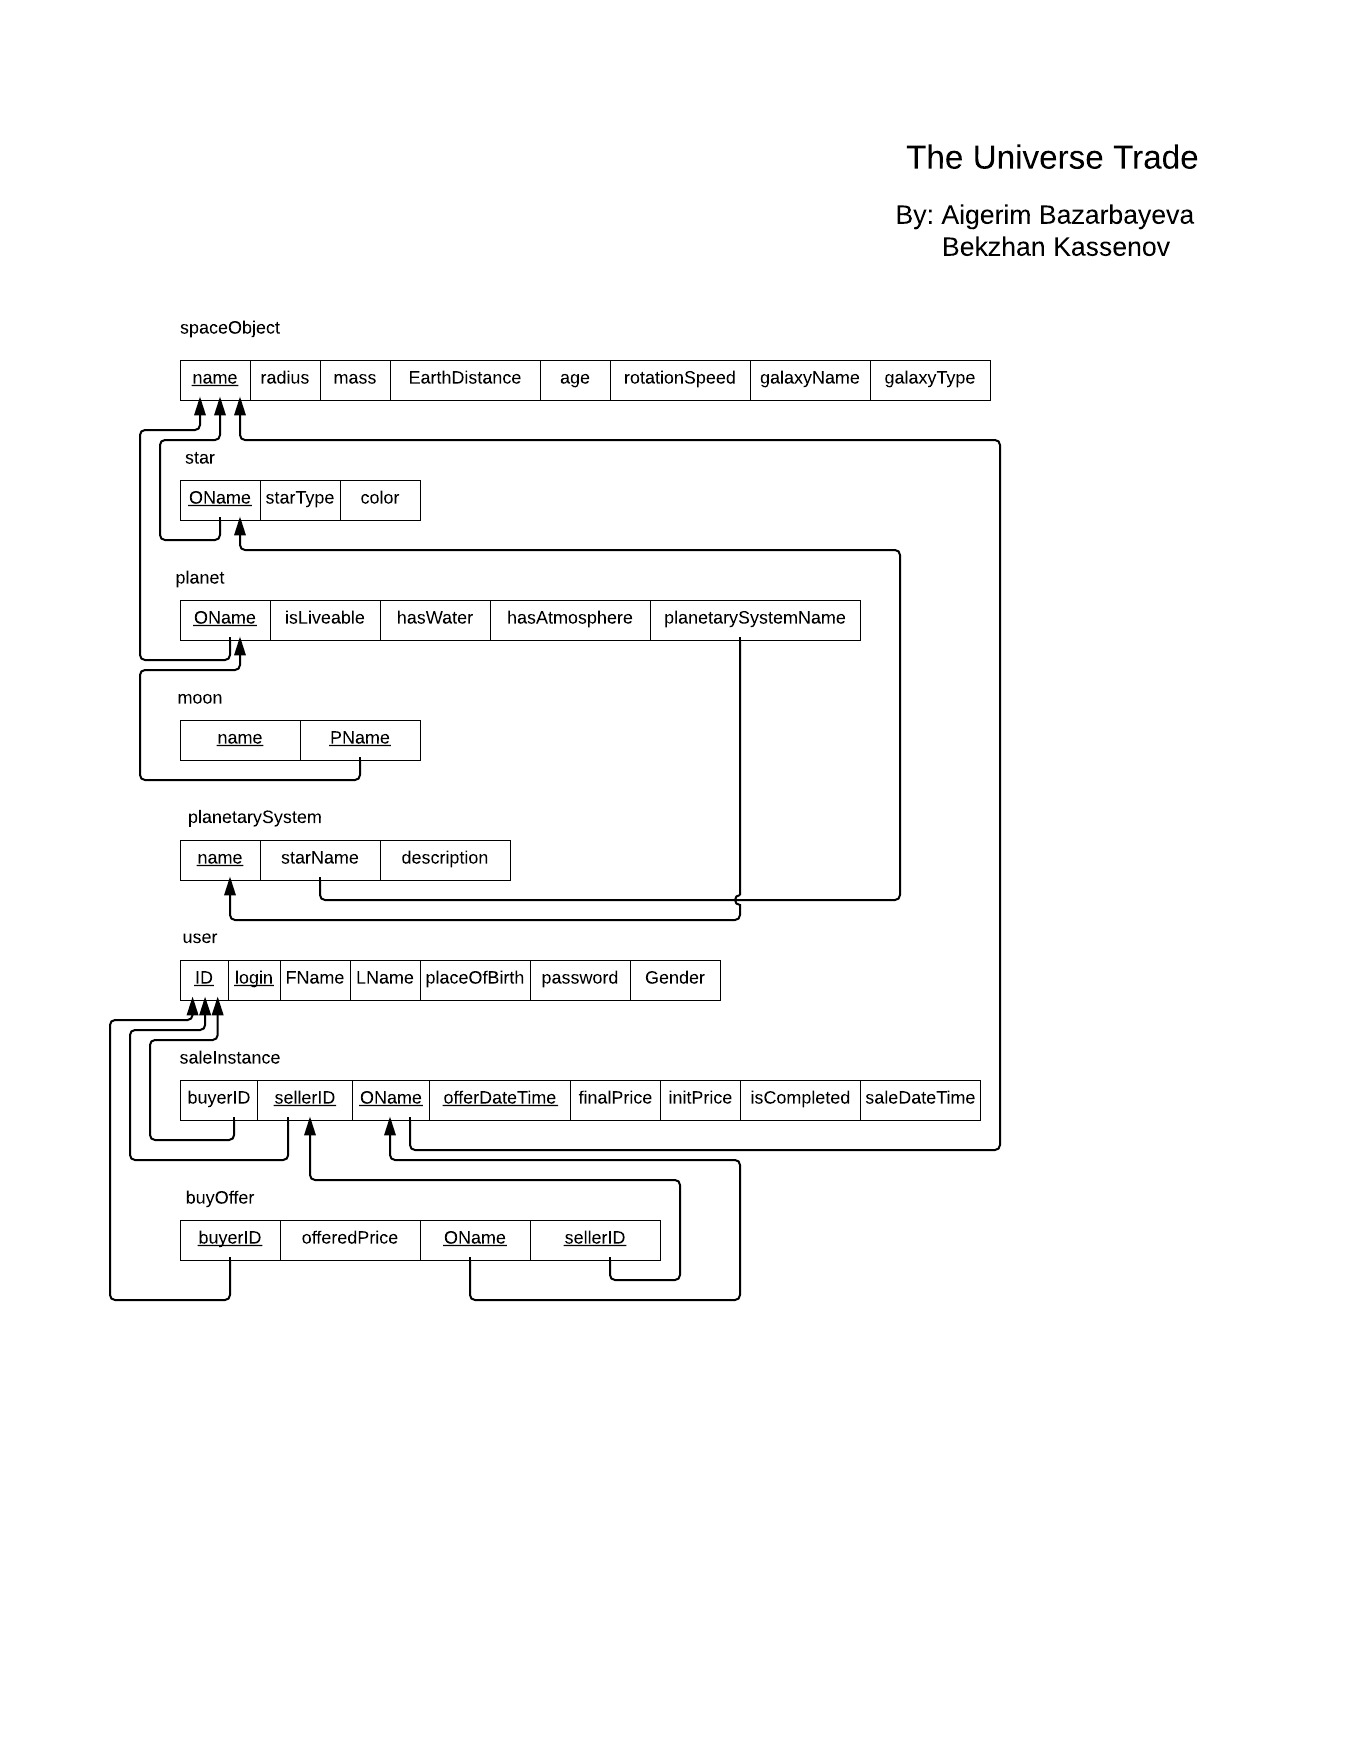 The Universe Trade
By: Aigerim Bazarbayeva
Bekzhan Kassenov
spaceObject
name radius mass EarthDistance age rotationSpeed galaxyName galaxyType
star
OName starType color
planet
OName isLiveable hasWater hasAtmosphere planetarySystemName
moon
name PName
planetarySystem
name starName description
user
ID login FName LName placeOfBirth password Gender
saleInstance
buyerID sellerID OName offerDateTime finalPrice initPrice isCompleted saleDateTime
buyOffer
buyerID offeredPrice OName sellerID